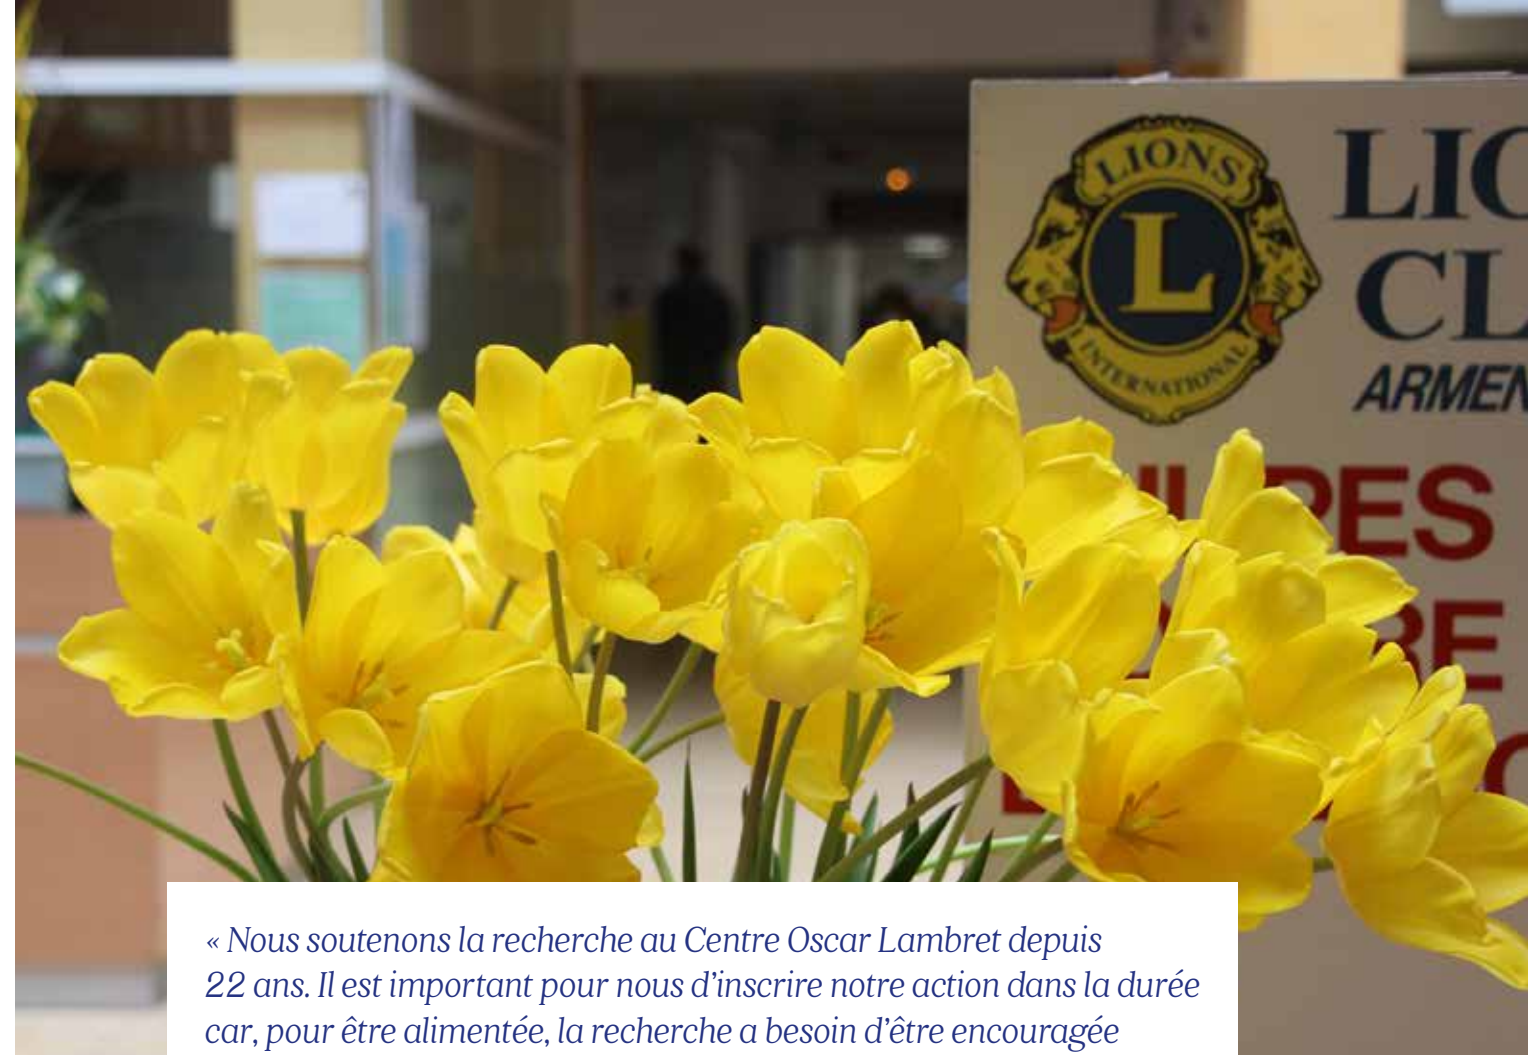 LIONS
L
INTERNATIONAL
« Nous soutenons la recherche au Centre Oscar Lambret depuis
22 ans. Il est important pour nous d’inscrire notre action dans la durée
car, pour être alimentée, la recherche a besoin d’être encouragée